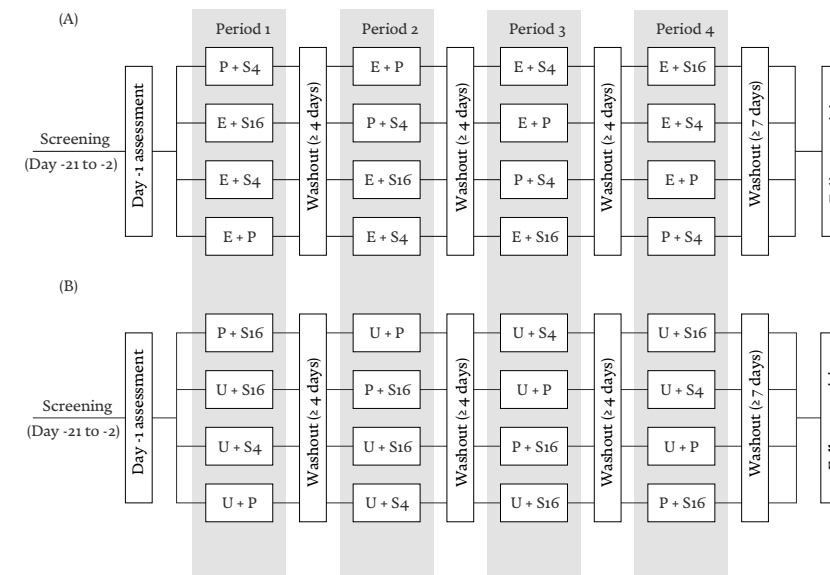 (A)
Period 1 Period 2 Period 3 Period 4
Screening
(Day -21 to -2)
Day -1 assessment
P + S4
E + S16
E + S4
E + P
Washout (≥ 4 days)
E + P
P + S4
E + S16
E + S4
Washout (≥ 4 days)
E + S4
E + P
P + S4
E + S16
Washout (≥ 4 days)
E + S16
E + S4
E + P
P + S4
Washout (≥ 7 days)
(B)
Screening
(Day -21 to -2)
Day -1 assessment
P + S16
U + S16
U + S4
U + P
Washout (≥ 4 days)
U + P
P + S16
U + S16
U + S4
Washout (≥ 4 days)
U + S4
U + P
P + S16
U + S16
Washout (≥ 4 days)
U + S16
U + S4
U + P
P + S16
Washout (≥ 7 days)